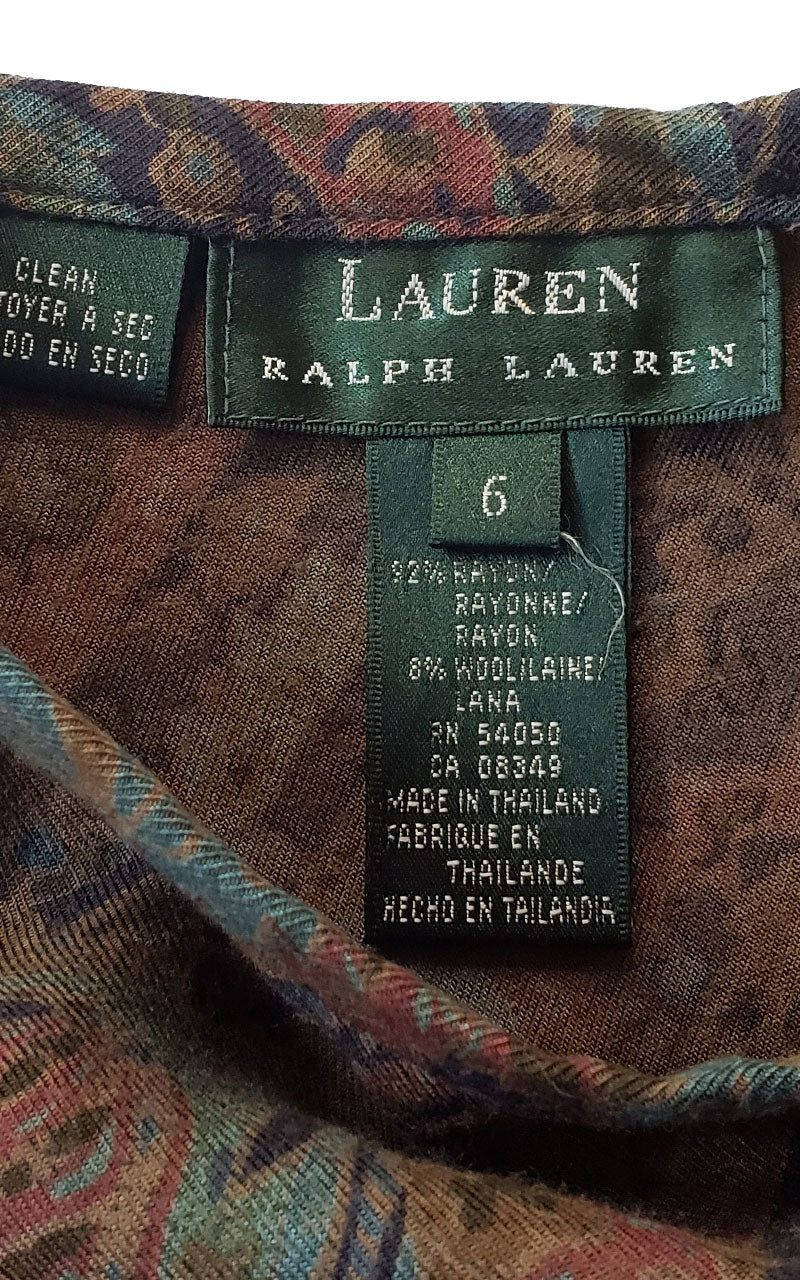 CLEAN
TOYER A SEC
DO EN SECO
LAUREN
RALPH LAUREN
6
92% RAYON/
RAYONNE/
RAYON
8% WOOL/LAINE/
LANA
RN 54050
CA 08349
MADE IN THAILAND
FABRIQUE EN
THAILANDE
HECHO EN TAILANDIA